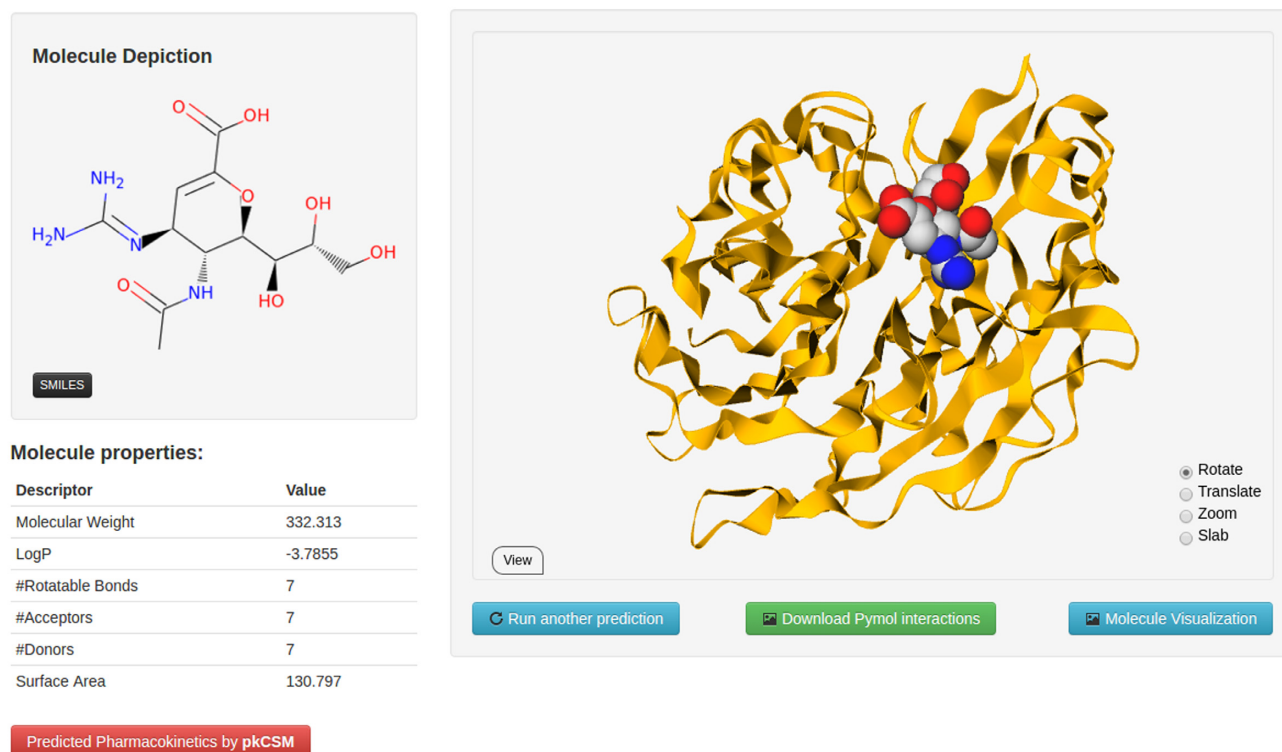 Molecule Depiction
O
OH
NH2
O
H2N
N
OH
OH
O
NH
HO
SMILES
Molecule properties:
Descriptor Value
Molecular Weight 332.313
LogP -3.7855
#Rotatable Bonds 7
#Acceptors 7
#Donors 7
Surface Area 130.797
Predicted Pharmacokinetics by pkCSM
Rotate
Translate
Zoom
Slab
View
Run another prediction
Download Pymol interactions
Molecule Visualization